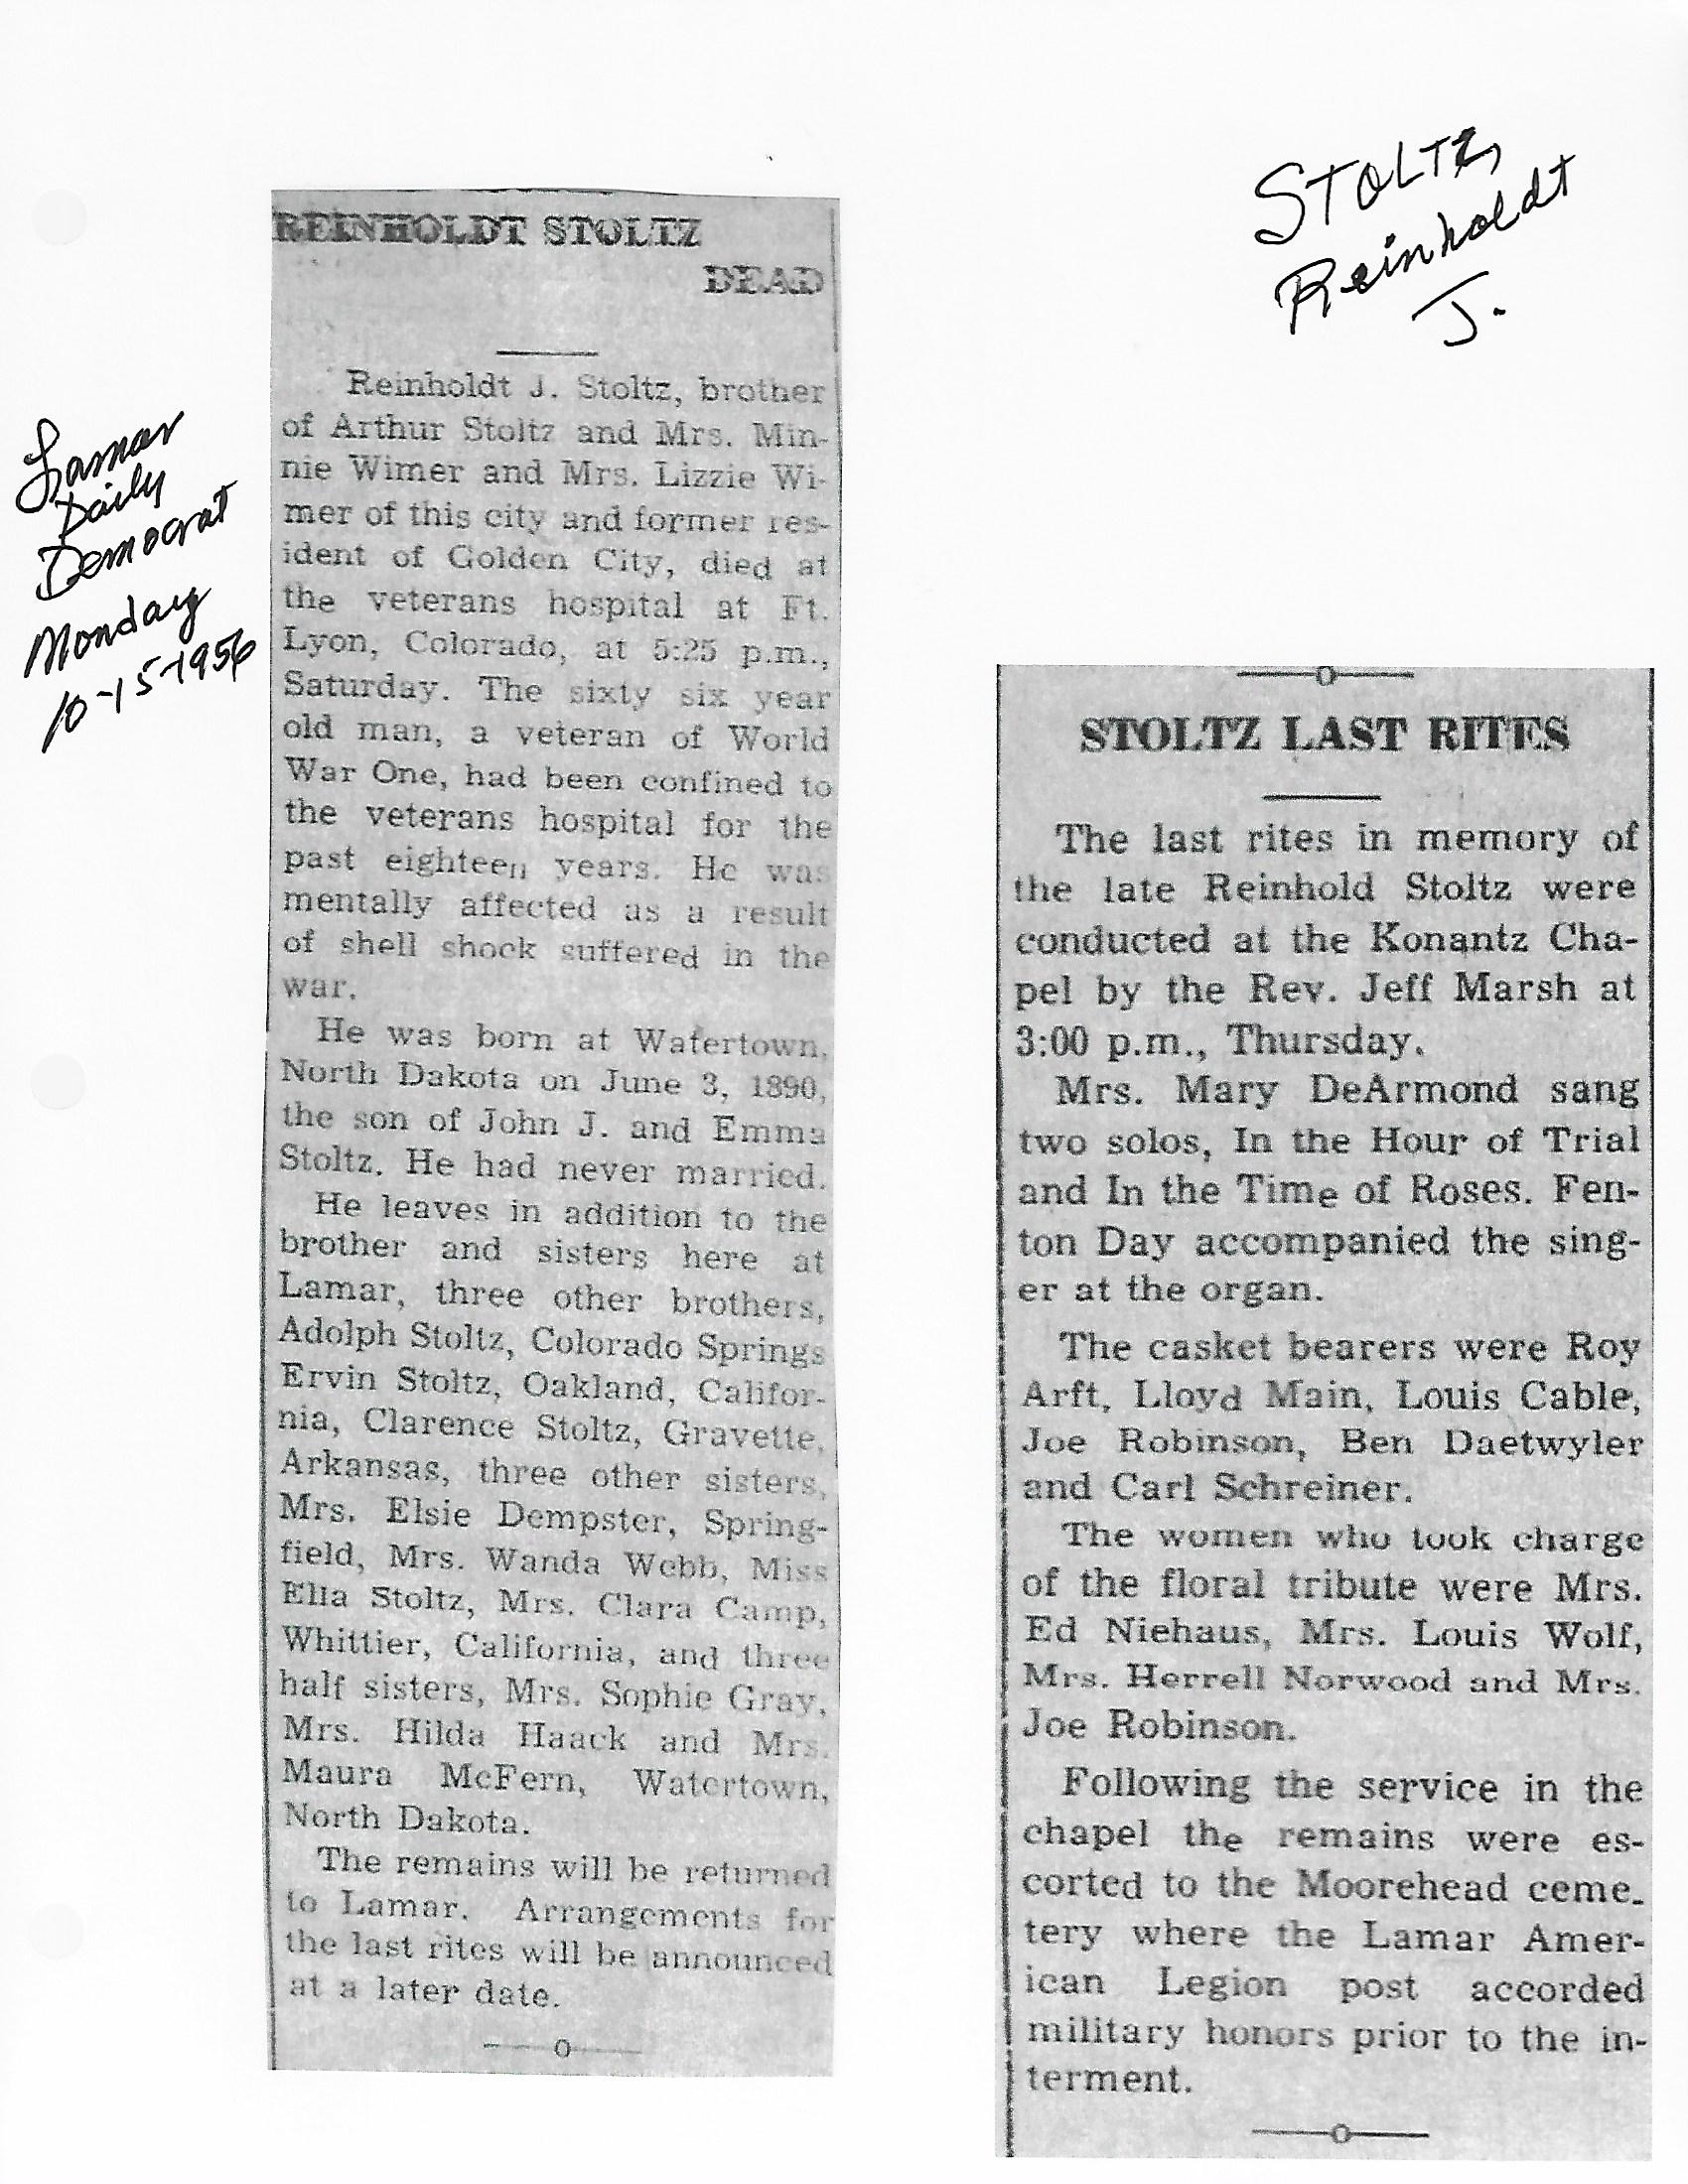 STOLTZ,
Reinholdt
J.
Lamar
Daily
Democrat
Monday
10-15-1956
REINHOLDT STOLTZ
DEAD
Reinholdt J. Stoltz, brother
of Arthur Stoltz and Mrs. Min-
nie Wimer and Mrs. Lizzie Wi-
mer of this city and former res-
ident of Golden City, died at
the veterans hospital at Ft.
Lyon, Colorado, at 5:25 p.m.,
Saturday. The sixty six year
old man, a veteran of World
War One, had been confined to
the veterans hospital for the
past eighteen years. He was
mentally affected as a result
of shell shock suffered in the
war.
He was born at Watertown,
North Dakota on June 3, 1890,
the son of John J. and Emma
Stoltz. He had never married.
He leaves in addition to the
brother and sisters here at
Lamar, three other brothers,
Adolph Stoltz, Colorado Springs
Ervin Stoltz, Oakland, Califor-
nia, Clarence Stoltz, Gravette,
Arkansas, three other sisters,
Mrs. Elsie Dempster, Spring-
field, Mrs. Wanda Webb, Miss
Ella Stoltz, Mrs. Clara Camp,
Whittier, California, and three
half sisters, Mrs. Sophie Gray,
Mrs. Hilda Haack and Mrs.
Maura McFern, Watertown,
North Dakota.
The remains will be returned
to Lamar. Arrangements for
the last rites will be announced
at a later date.
o
o
STOLTZ LAST RITES
The last rites in memory of
the late Reinhold Stoltz were
conducted at the Konantz Cha-
pel by the Rev. Jeff Marsh at
3:00 p.m., Thursday.
Mrs. Mary DeArmond sang
two solos, In the Hour of Trial
and In the Time of Roses. Fen-
ton Day accompanied the sing-
er at the organ.
The casket bearers were Roy
Arft, Lloyd Main, Louis Cable,
Joe Robinson, Ben Daetwyler
and Carl Schreiner.
The women who took charge
of the floral tribute were Mrs.
Ed Niehaus, Mrs. Louis Wolf,
Mrs. Herrell Norwood and Mrs.
Joe Robinson.
Following the service in the
chapel the remains were es-
corted to the Moorehead ceme-
tery where the Lamar Amer-
ican Legion post accorded
military honors prior to the in-
terment.
o